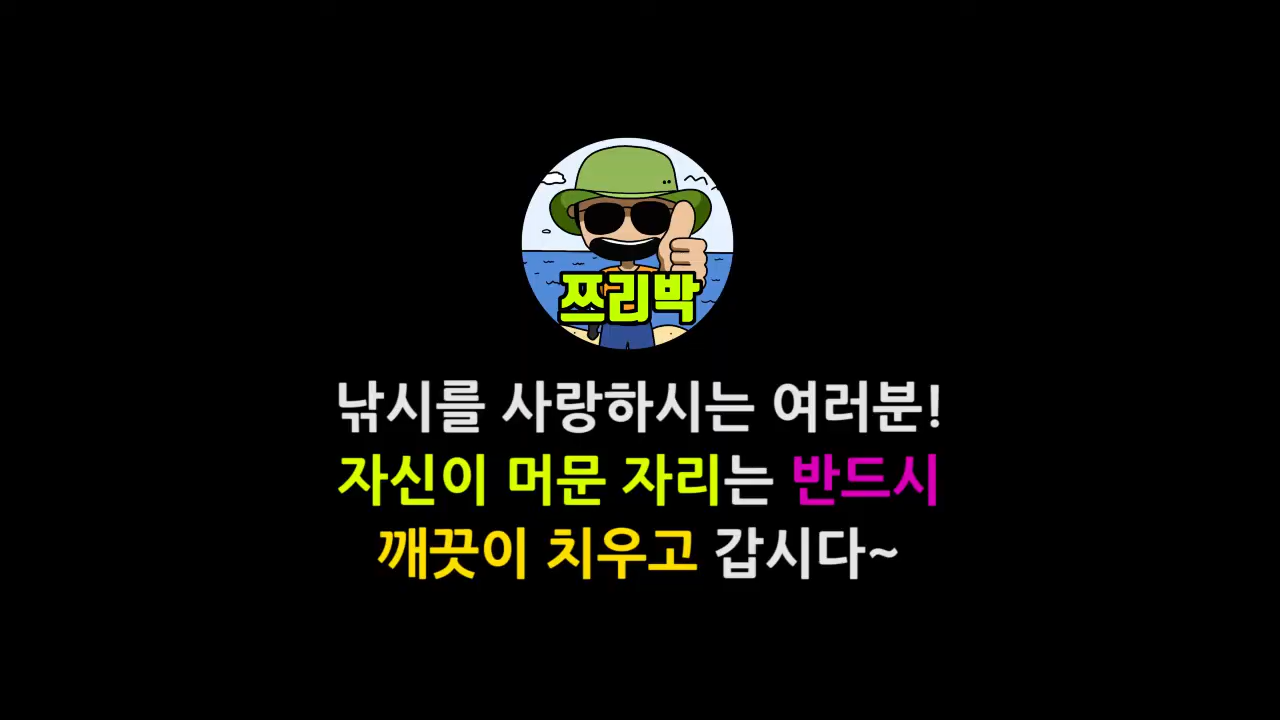 쯔리박
낚시를 사랑하시는 여러분!
자신이 머문 자리는 반드시
깨끗이 치우고 갑시다~